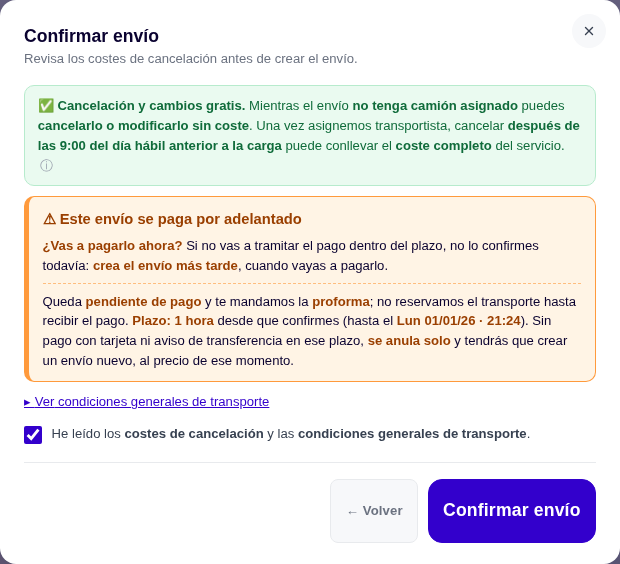 Confirmar envío
×
Revisa los costes de cancelación antes de crear el envío.
✅ Cancelación y cambios gratis. Mientras el envío no tenga camión asignado puedes
cancelarlo o modificarlo sin coste. Una vez asignemos transportista, cancelar después de
las 9:00 del día hábil anterior a la carga puede conllevar el coste completo del servicio.
ⓘ
⚠ Este envío se paga por adelantado
¿Vas a pagarlo ahora? Si no vas a tramitar el pago dentro del plazo, no lo confirmes
todavía: crea el envío más tarde, cuando vayas a pagarlo.
Queda pendiente de pago y te mandamos la proforma; no reservamos el transporte hasta
recibir el pago. Plazo: 1 hora desde que confirmes (hasta el Lun 01/01/26 · 21:24). Sin
pago con tarjeta ni aviso de transferencia en ese plazo, se anula solo y tendrás que crear
un envío nuevo, al precio de ese momento.
▸ Ver condiciones generales de transporte
He leído los costes de cancelación y las condiciones generales de transporte.
← Volver
Confirmar envío